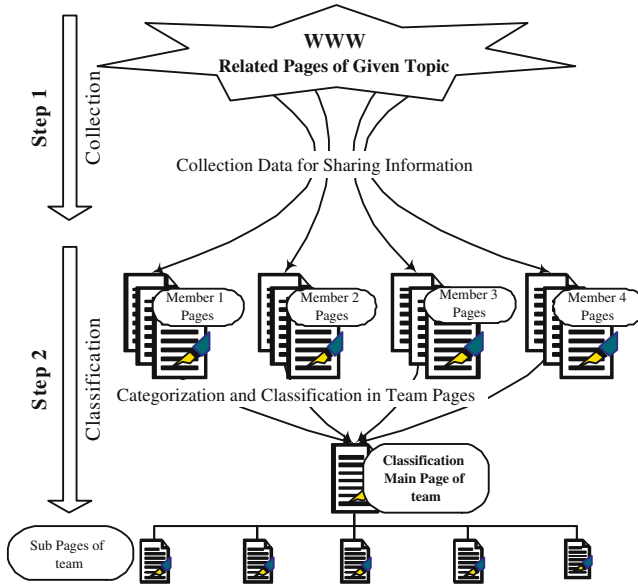 WWW
Related Pages of Given Topic
Step 1
Collection
Collection Data for Sharing Information
Member 1
Pages
Member 2
Pages
Member 3
Pages
Member 4
Pages
Step 2
Classification
Categorization and Classification in Team Pages
Classification
Main Page of
team
Sub Pages of
team